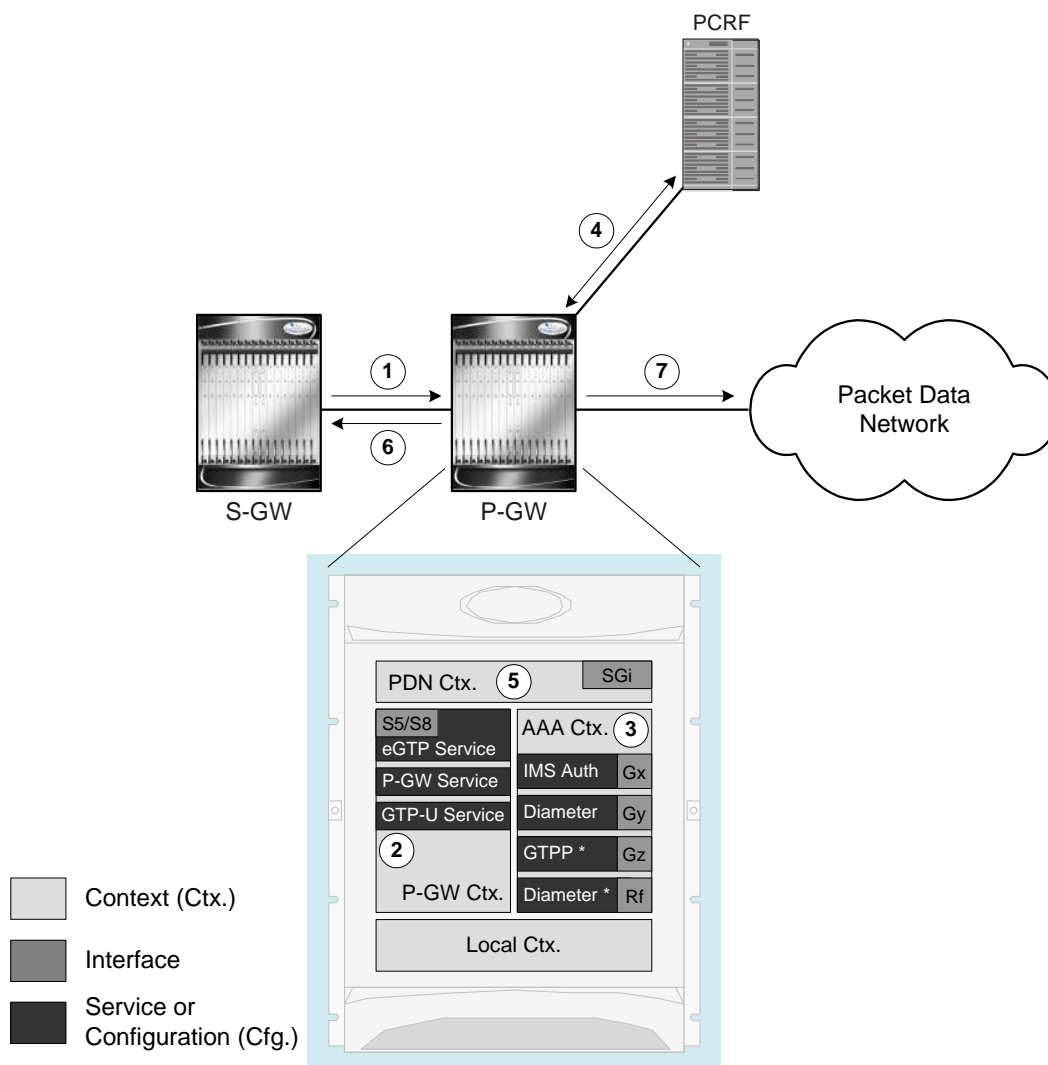 PCRF
4
1
7
6
Packet Data
Network
S-GW
P-GW
PDN Ctx.
5
SGi
S5/S8
eGTP Service
P-GW Service
GTP-U Service
2
P-GW Ctx.
AAA Ctx.
3
IMS Auth
Gx
Diameter
Gy
GTPP *
Gz
Diameter *
Rf
Local Ctx.
Context (Ctx.)
Interface
Service or
Configuration (Cfg.)